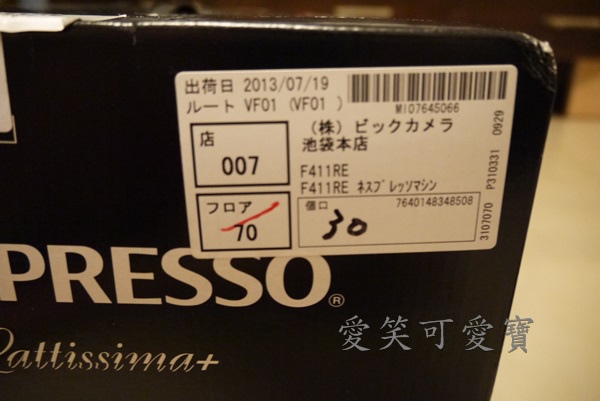 出荷日 2013/07/19
ルート VF01 (VF01 )
MI07645066
店
007
(株) ビックカメラ
池袋本店
F411RE
F411RE ネスプレッソマシン
フロア
70
個口
7640148348508
30
3107070 P310331 0929
PRESSO®
Lattissima+
愛笑可愛寶